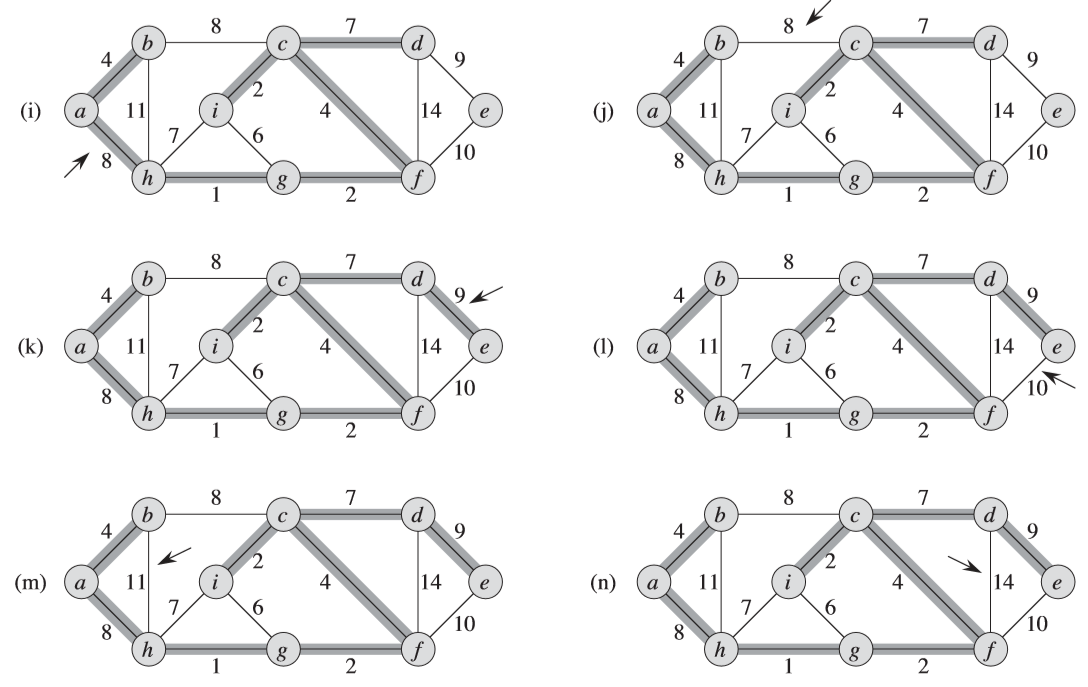 8 7 8 7
b c d b c d
4 9 4 9
2 2
(i) a 11 i 4 14 e (j) a 11 i 4 14 e
7 6 7 6
8 10 8 10
h g f h g f
1 2 1 2
8 7 8 7
b c d b c d
4 9 4 9
2 2
(k) a 11 i 4 14 e (l) a 11 i 4 14 e
7 6 7 6
8 10 8 10
h g f h g f
1 2 1 2
8 7 8 7
b c d b c d
4 9 4 9
2 2
(m) a 11 i 4 14 e (n) a 11 i 4 14 e
7 6 7 6
8 10 8 10
h g f h g f
1 2 1 2